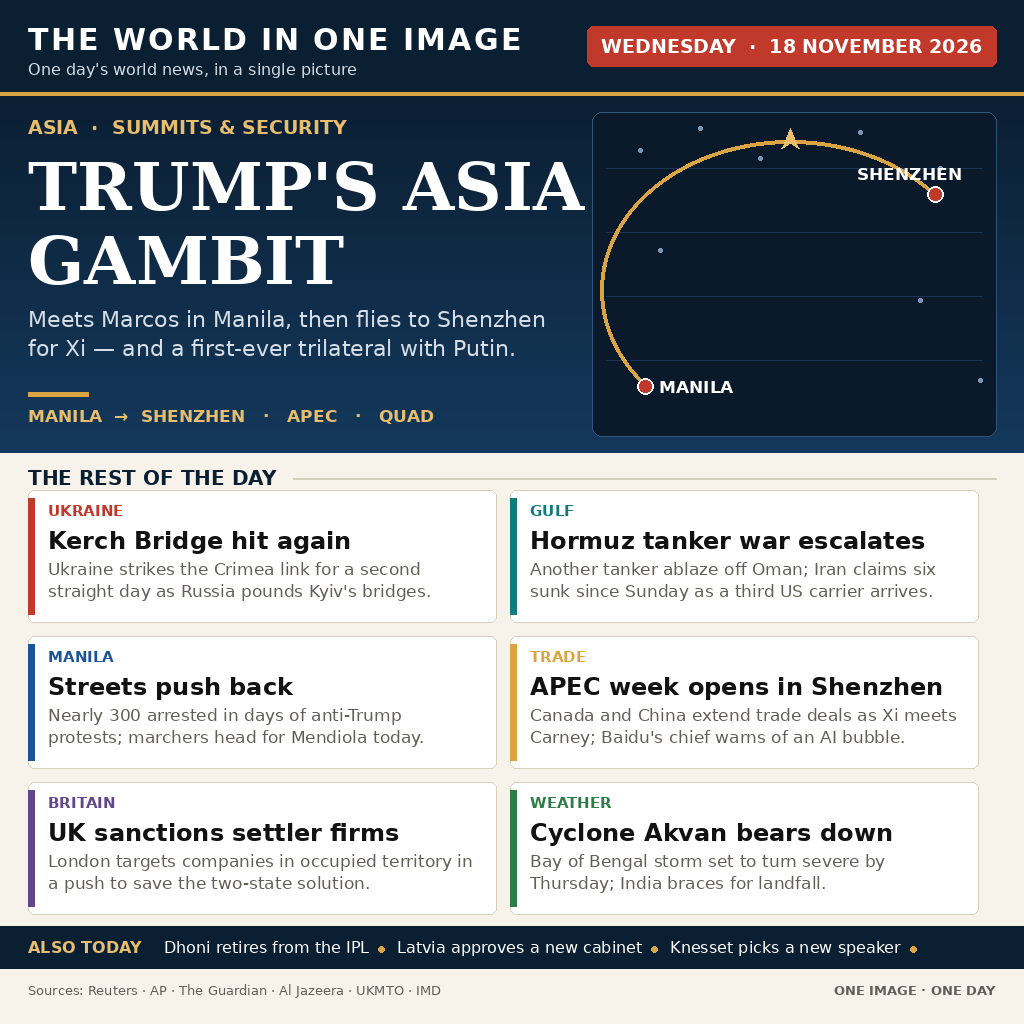 THE WORLD IN ONE IMAGE
One day's world news, in a single picture
WEDNESDAY · 18 NOVEMBER 2026
ASIA · SUMMITS & SECURITY
TRUMP'S ASIA
GAMBIT
Meets Marcos in Manila, then flies to Shenzhen
for Xi — and a first-ever trilateral with Putin.
MANILA → SHENZHEN · APEC · QUAD
SHENZHEN
MANILA
THE REST OF THE DAY
UKRAINE
Kerch Bridge hit again
Ukraine strikes the Crimea link for a second
straight day as Russia pounds Kyiv's bridges.
GULF
Hormuz tanker war escalates
Another tanker ablaze off Oman; Iran claims six
sunk since Sunday as a third US carrier arrives.
MANILA
Streets push back
Nearly 300 arrested in days of anti-Trump
protests; marchers head for Mendiola today.
TRADE
APEC week opens in Shenzhen
Canada and China extend trade deals as Xi meets
Carney; Baidu's chief warns of an AI bubble.
BRITAIN
UK sanctions settler firms
London targets companies in occupied territory in
a push to save the two-state solution.
WEATHER
Cyclone Akvan bears down
Bay of Bengal storm set to turn severe by
Thursday; India braces for landfall.
ALSO TODAY Dhoni retires from the IPL • Latvia approves a new cabinet • Knesset picks a new speaker •
Sources: Reuters · AP · The Guardian · Al Jazeera · UKMTO · IMD
ONE IMAGE · ONE DAY